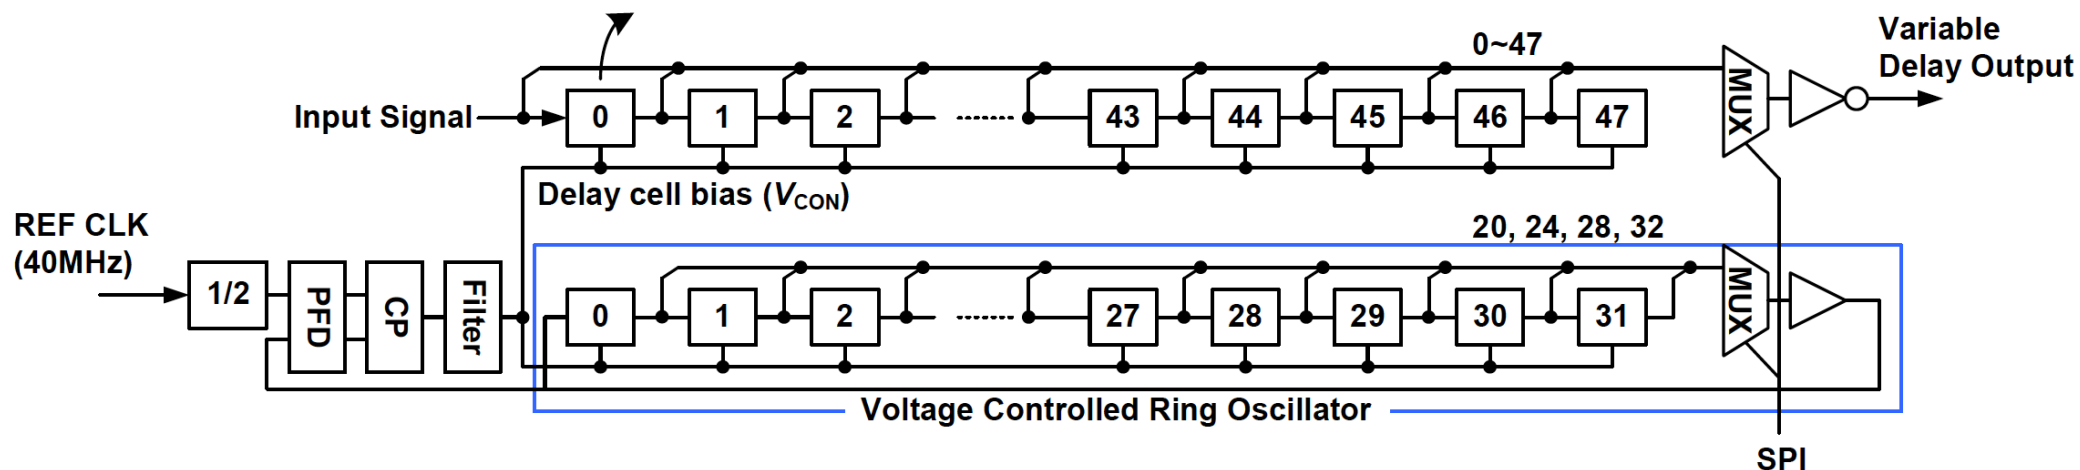 0~47
Variable
Delay Output
Input Signal
0
1
2
43
44
45
46
47
MUX
Delay cell bias (VCON)
REF CLK
(40MHz)
20, 24, 28, 32
1/2
PFD
CP
Filter
0
1
2
27
28
29
30
31
MUX
Voltage Controlled Ring Oscillator
SPI